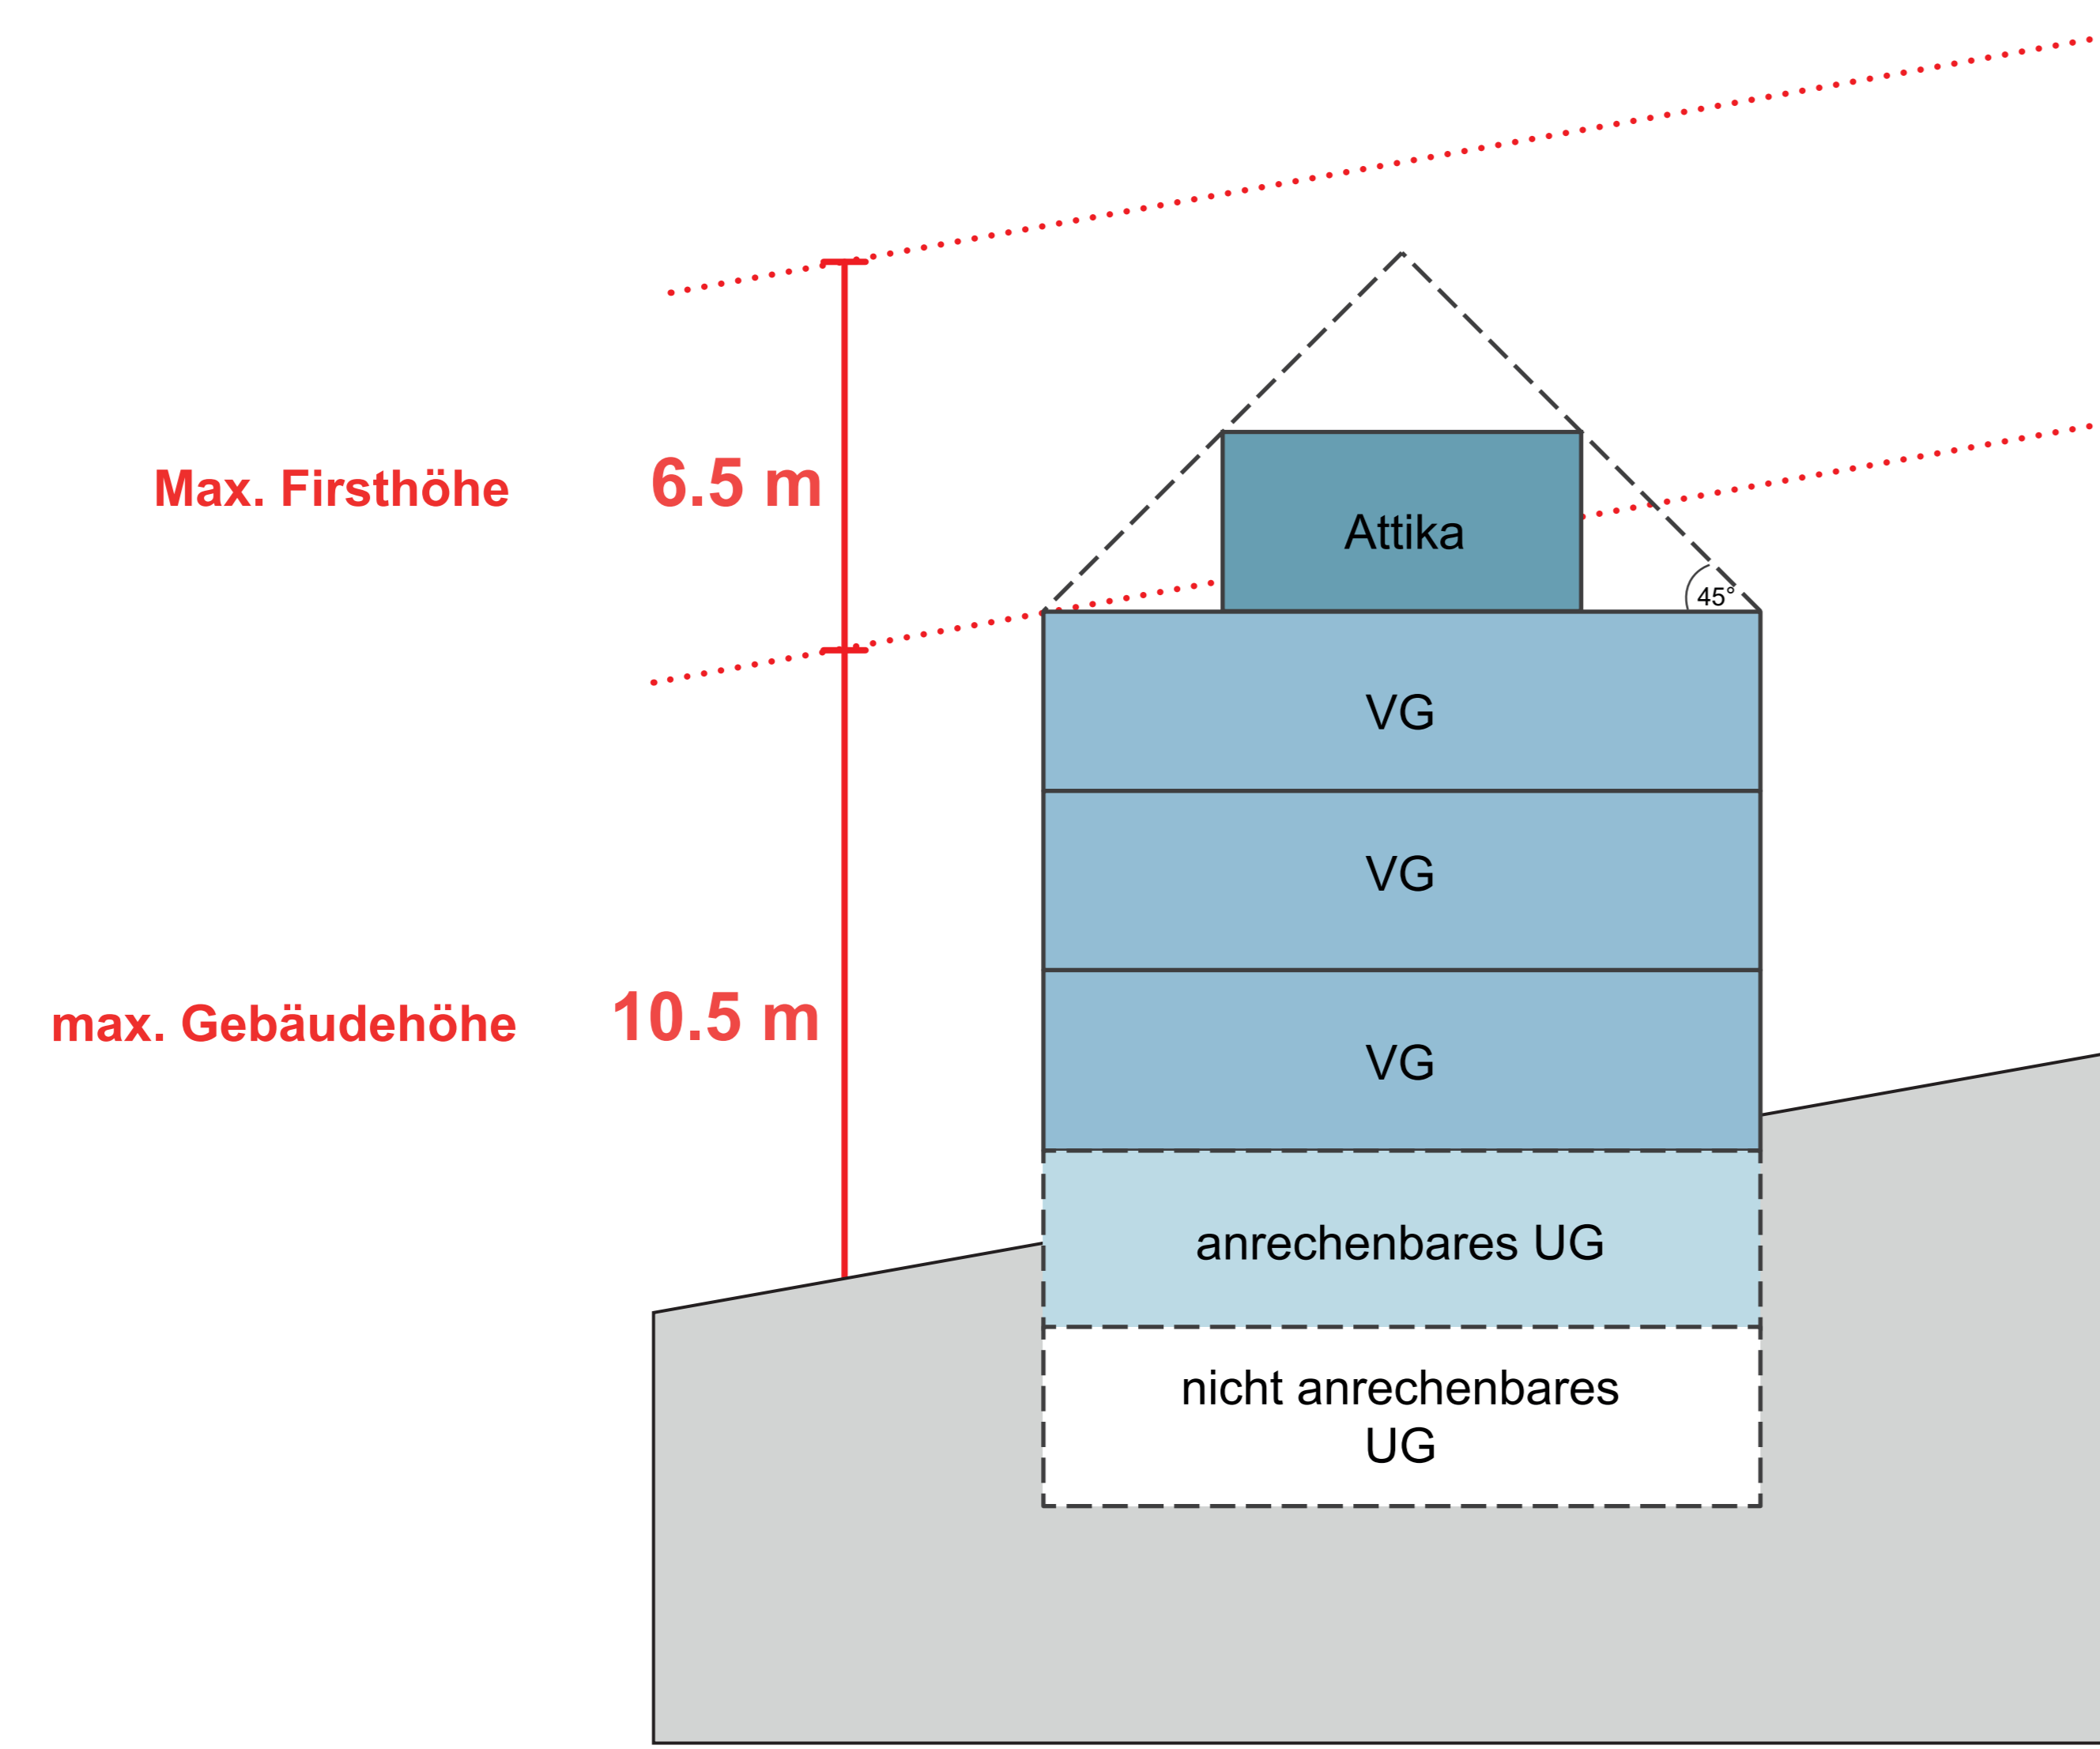 Max. Firsthöhe 6.5 m
Attika
45°
VG
VG
max. Gebäudehöhe 10.5 m
VG
anrechenbares UG
nicht anrechenbares
UG